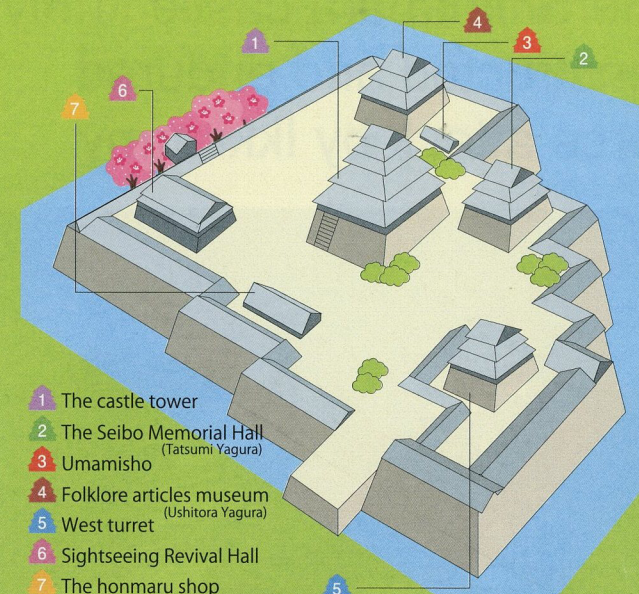 4
1
3
2
6
7
1 The castle tower
2 The Seibo Memorial Hall
(Tatsumi Yagura)
3 Umamisho
4 Folklore articles museum
(Ushitora Yagura)
5 West turret
6 Sightseeing Revival Hall
7 The honmaru shop
5